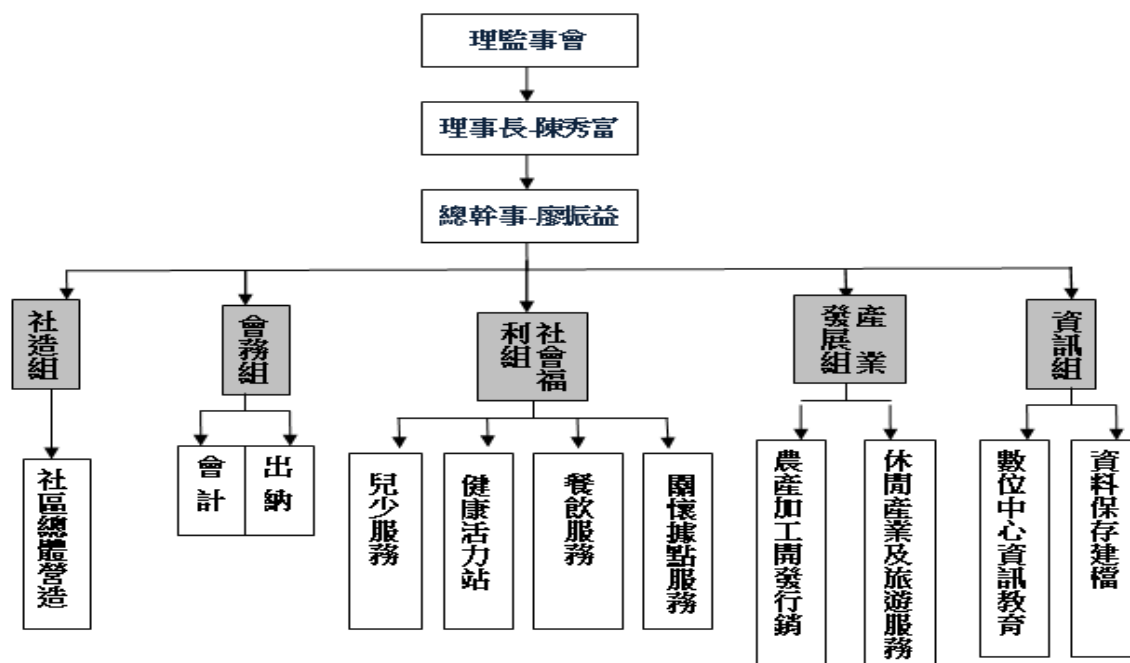 理監事會
理事長-陳秀富
總幹事-廖振益
社造組
會務組
社會福
利組
產業
發展組
資訊組
社區總體營造
會計
出納
兒少服務
健康活力站
餐飲服務
關懷據點服務
農產加工開發行銷
休閒產業及旅遊服務
數位中心資訊教育
資料保存建檔